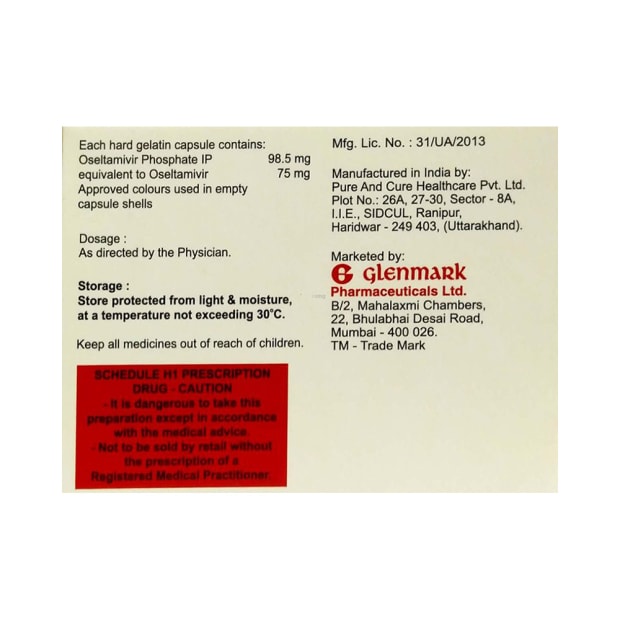 Each hard gelatin capsule contains:
Oseltamivir Phosphate IP 98.5 mg
equivalent to Oseltamivir 75 mg
Approved colours used in empty
capsule shells
Dosage :
As directed by the Physician.
Storage :
Store protected from light & moisture,
at a temperature not exceeding 30°C.
Keep all medicines out of reach of children.
SCHEDULE H1 PRESCRIPTION
DRUG - CAUTION
- It is dangerous to take this
preparation except in accordance
with the medical advice.
- Not to be sold by retail without
the prescription of a
Registered Medical Practitioner.
Mfg. Lic. No. : 31/UA/2013
Manufactured in India by:
Pure And Cure Healthcare Pvt. Ltd.
Plot No.: 26A, 27-30, Sector - 8A,
I.I.E., SIDCUL, Ranipur,
Haridwar - 249 403, (Uttarakhand).
Marketed by:
G glenmark
Pharmaceuticals Ltd.
B/2, Mahalaxmi Chambers,
22, Bhulabhai Desai Road,
Mumbai - 400 026.
TM - Trade Mark